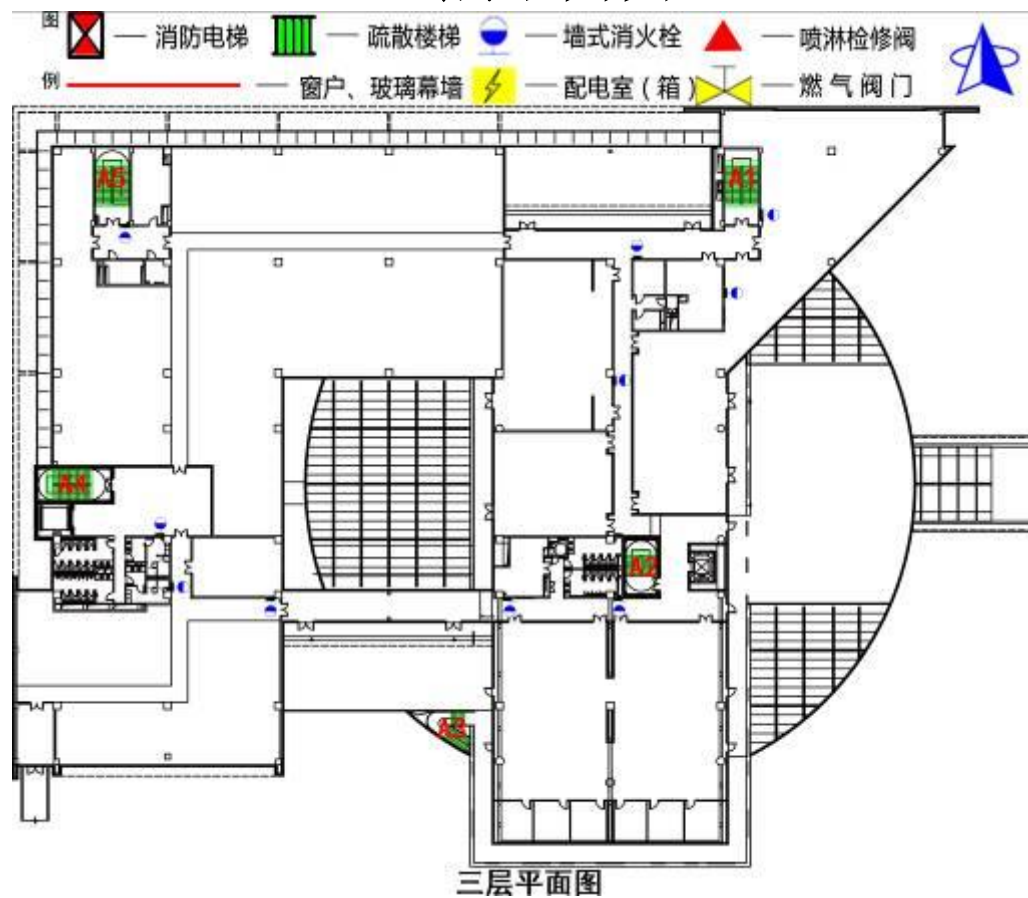 图 — 消防电梯 — 疏散楼梯 — 墙式消火栓 — 喷淋检修阀
例 — 窗户、玻璃幕墙 — 配电室（箱） — 燃气阀门
A5 A1
A4
A2
A3
三层平面图